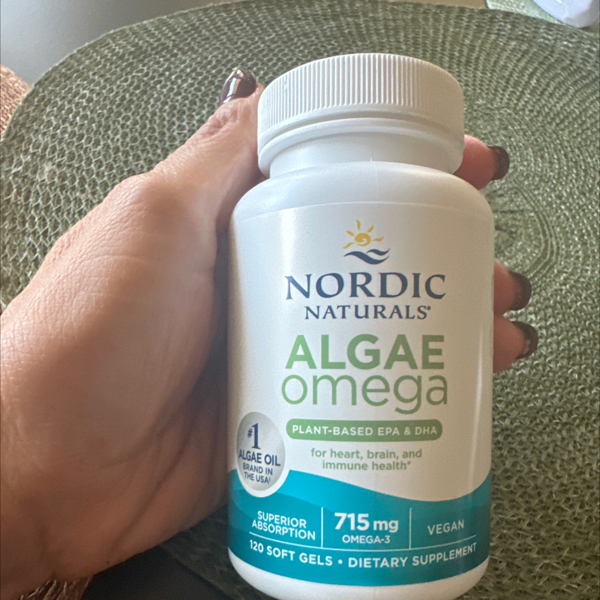 NORDIC
NATURALS®
ALGAE
omega
PLANT-BASED EPA & DHA
for heart, brain, and
immune health*
#1
ALGAE OIL
BRAND IN
THE USA
SUPERIOR
ABSORPTION
715 mg
OMEGA-3
VEGAN
120 SOFT GELS • DIETARY SUPPLEMENT